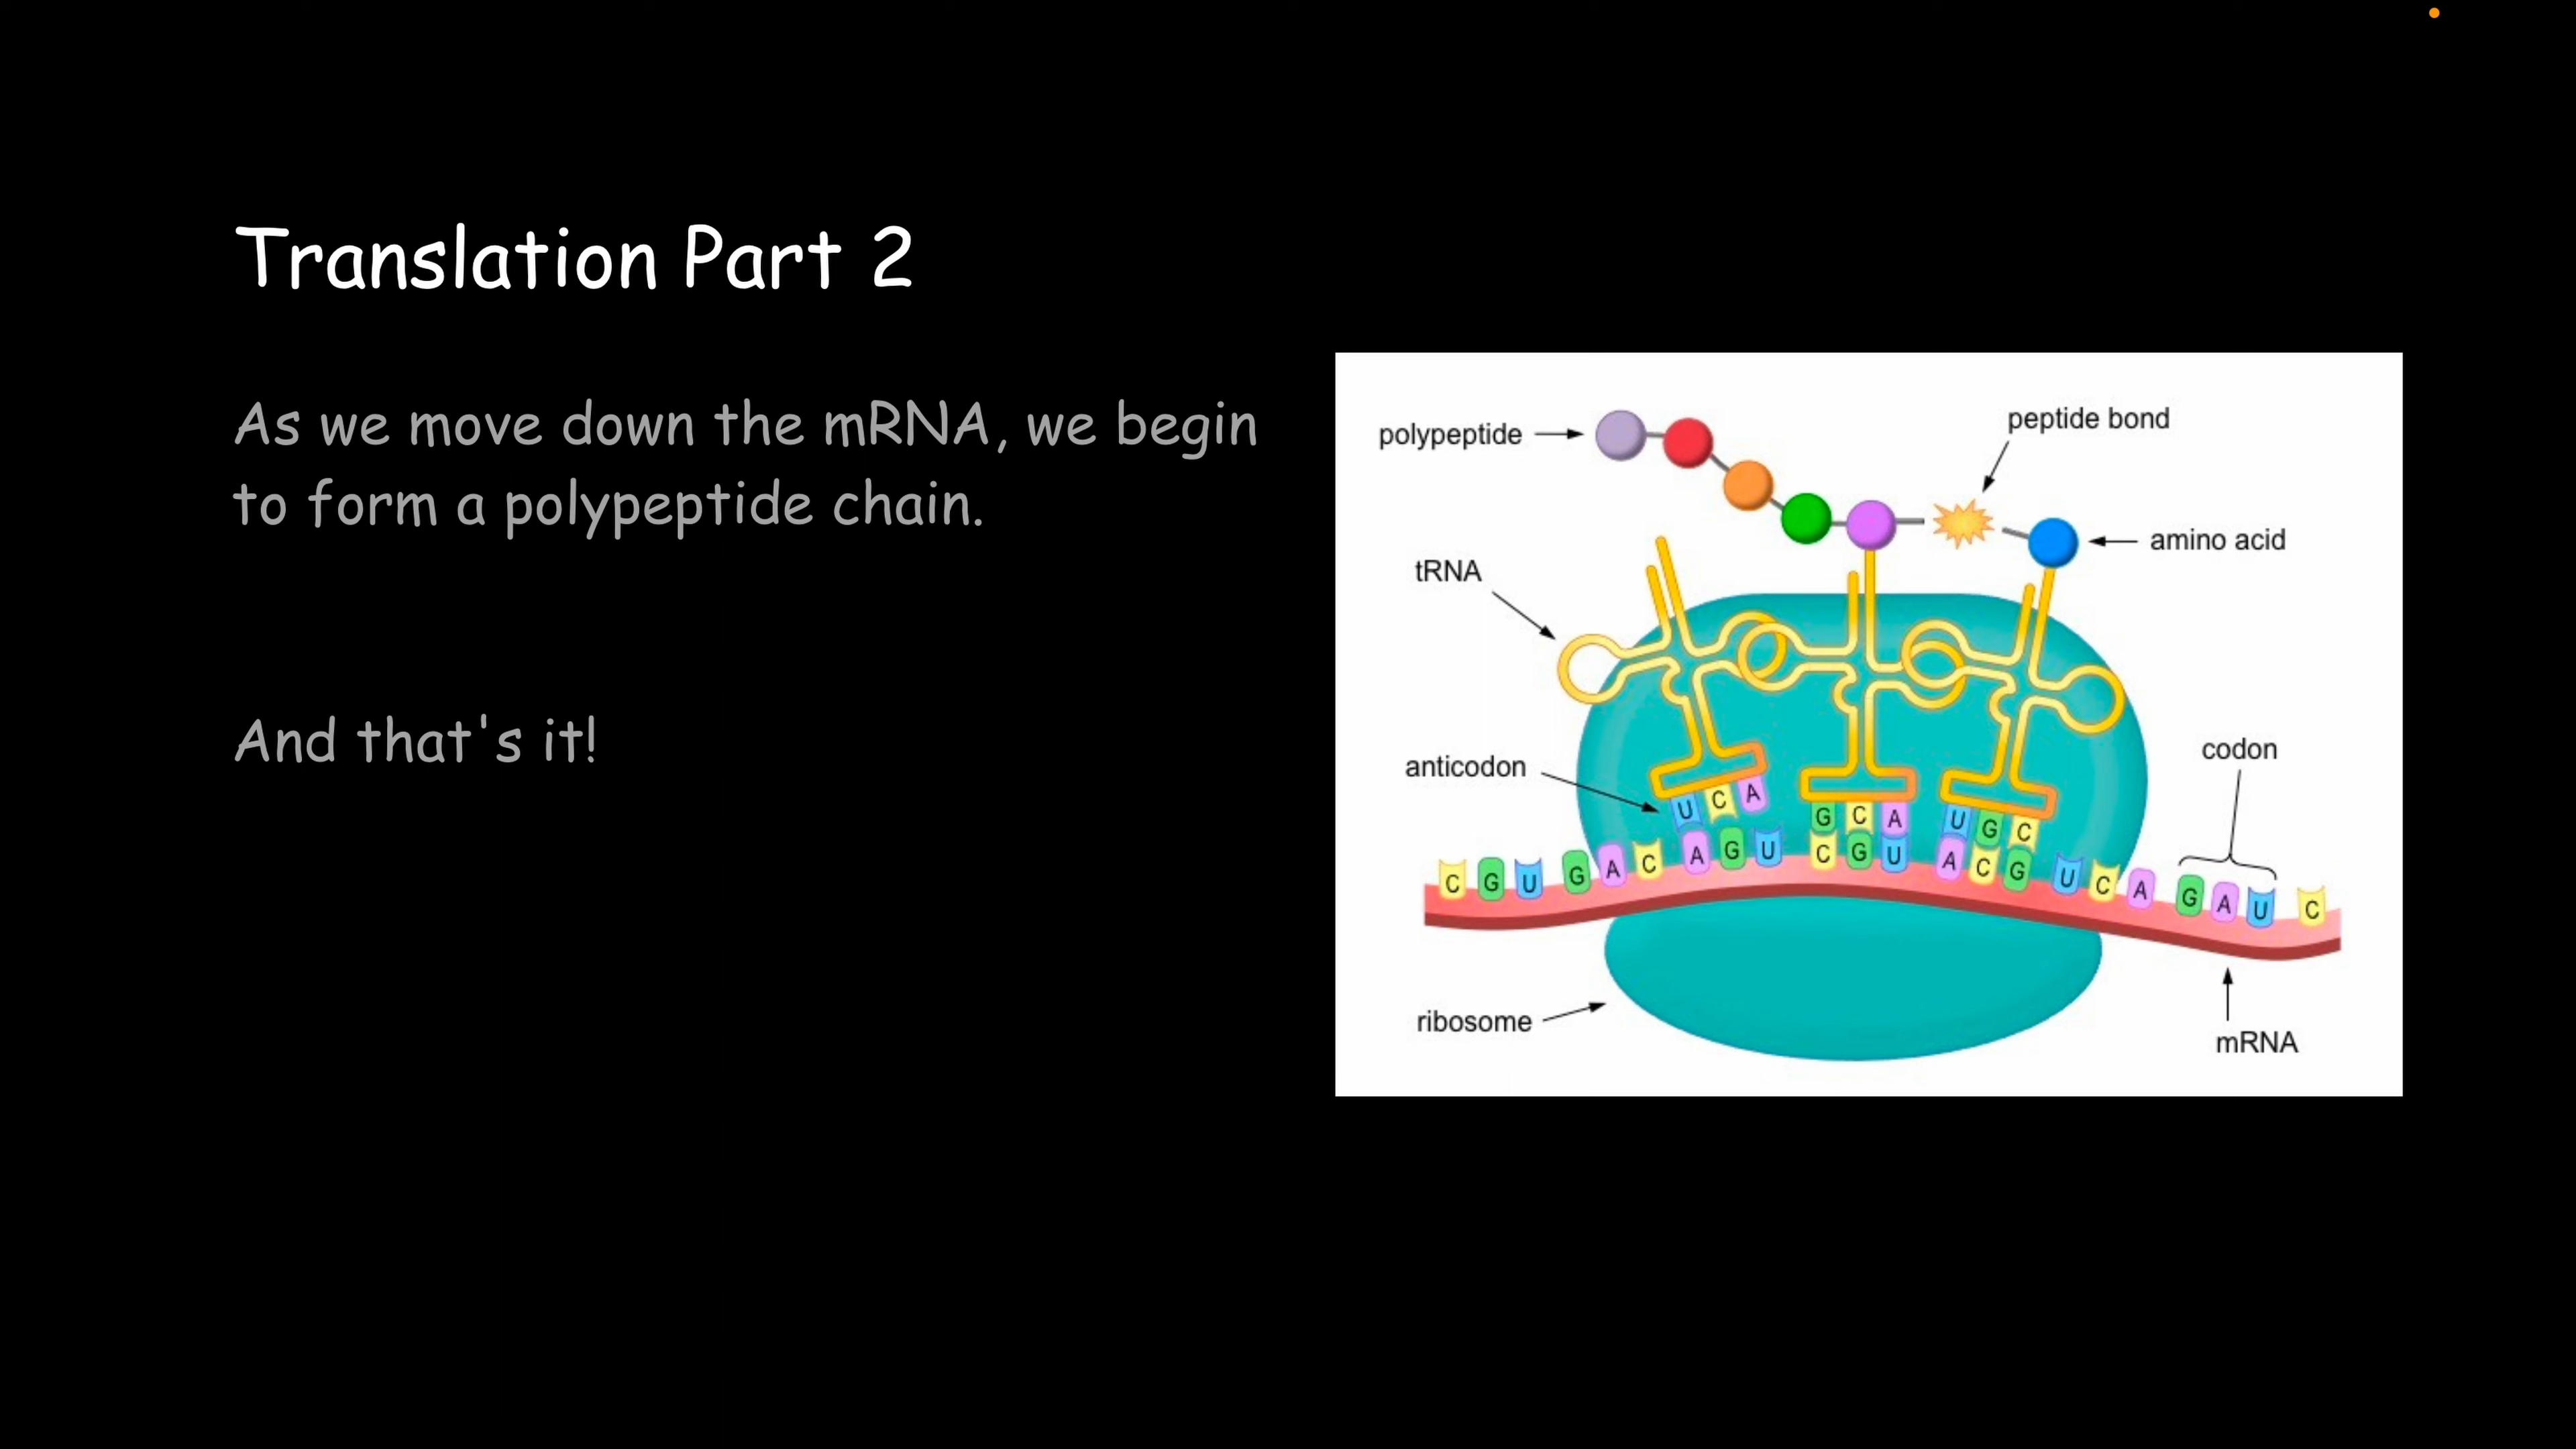 Translation Part 2
As we move down the mRNA, we begin
to form a polypeptide chain.
And that's it!
polypeptide
peptide bond
amino acid
tRNA
anticodon
codon
U C A
G C A
U G C
C G U G A C A G U C G U A C G U C A G A U C
ribosome
mRNA